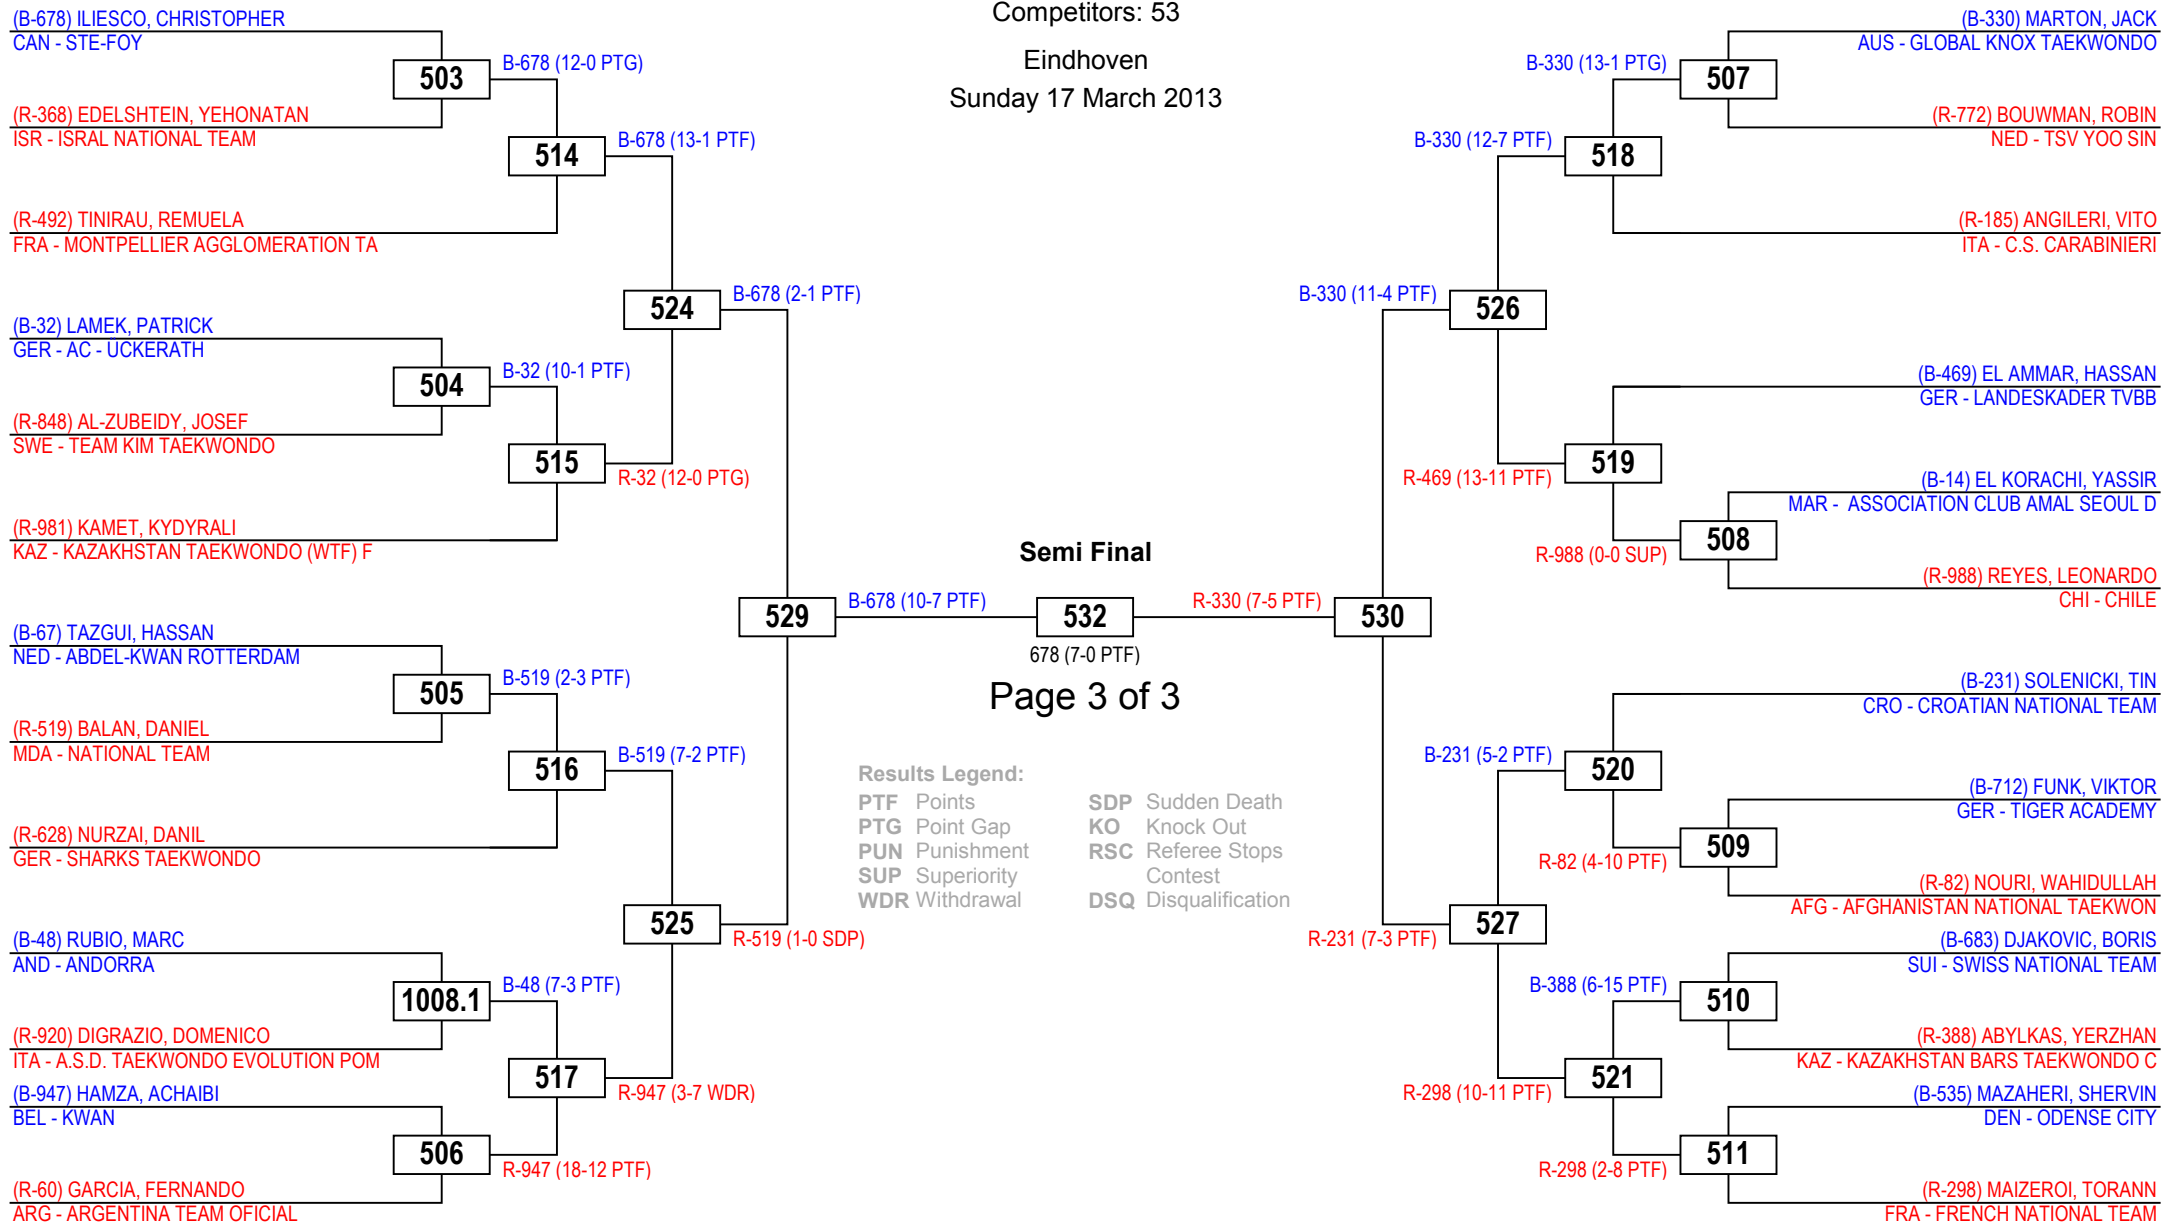 Competitors: 53
Eindhoven
Sunday 17 March 2013
(B-678) ILIESCO, CHRISTOPHER
CAN - STE-FOY
503
B-678 (12-0 PTG)
(R-368) EDELSHTEIN, YEHONATAN
ISR - ISRAL NATIONAL TEAM
514
B-678 (13-1 PTF)
(R-492) TINIRAU, REMUELA
FRA - MONTPELLIER AGGLOMERATION TA
524
B-678 (2-1 PTF)
(B-32) LAMEK, PATRICK
GER - AC - UCKERATH
504
B-32 (10-1 PTF)
(R-848) AL-ZUBEIDY, JOSEF
SWE - TEAM KIM TAEKWONDO
515
R-32 (12-0 PTG)
(R-981) KAMET, KYDYRALI
KAZ - KAZAKHSTAN TAEKWONDO (WTF) F
529
B-678 (10-7 PTF)
(B-67) TAZGUI, HASSAN
NED - ABDEL-KWAN ROTTERDAM
505
B-519 (2-3 PTF)
(R-519) BALAN, DANIEL
MDA - NATIONAL TEAM
516
B-519 (7-2 PTF)
(R-628) NURZAI, DANIL
GER - SHARKS TAEKWONDO
525
R-519 (1-0 SDP)
(B-48) RUBIO, MARC
AND - ANDORRA
1008.1
B-48 (7-3 PTF)
(R-920) DIGRAZIO, DOMENICO
ITA - A.S.D. TAEKWONDO EVOLUTION POM
517
R-947 (3-7 WDR)
(B-947) HAMZA, ACHAIBI
BEL - KWAN
506
R-947 (18-12 PTF)
(R-60) GARCIA, FERNANDO
ARG - ARGENTINA TEAM OFICIAL
Semi Final
532
678 (7-0 PTF)
Page 3 of 3
Results Legend:
PTF Points
PTG Point Gap
PUN Punishment
SUP Superiority
WDR Withdrawal
SDP Sudden Death
KO Knock Out
RSC Referee Stops
Contest
DSQ Disqualification
(B-330) MARTON, JACK
AUS - GLOBAL KNOX TAEKWONDO
B-330 (13-1 PTG)
507
(R-772) BOUWMAN, ROBIN
NED - TSV YOO SIN
B-330 (12-7 PTF)
518
(R-185) ANGILERI, VITO
ITA - C.S. CARABINIERI
B-330 (11-4 PTF)
526
(B-469) EL AMMAR, HASSAN
GER - LANDESKADER TVBB
R-469 (13-11 PTF)
519
(B-14) EL KORACHI, YASSIR
MAR - ASSOCIATION CLUB AMAL SEOUL D
R-988 (0-0 SUP)
508
(R-988) REYES, LEONARDO
CHI - CHILE
R-330 (7-5 PTF)
530
(B-231) SOLENICKI, TIN
CRO - CROATIAN NATIONAL TEAM
B-231 (5-2 PTF)
520
(B-712) FUNK, VIKTOR
GER - TIGER ACADEMY
R-82 (4-10 PTF)
509
(R-82) NOURI, WAHIDULLAH
AFG - AFGHANISTAN NATIONAL TAEKWON
R-231 (7-3 PTF)
527
(B-683) DJAKOVIC, BORIS
SUI - SWISS NATIONAL TEAM
B-388 (6-15 PTF)
510
(R-388) ABYLKAS, YERZHAN
KAZ - KAZAKHSTAN BARS TAEKWONDO C
R-298 (10-11 PTF)
521
(B-535) MAZAHERI, SHERVIN
DEN - ODENSE CITY
R-298 (2-8 PTF)
511
(R-298) MAIZEROI, TORANN
FRA - FRENCH NATIONAL TEAM